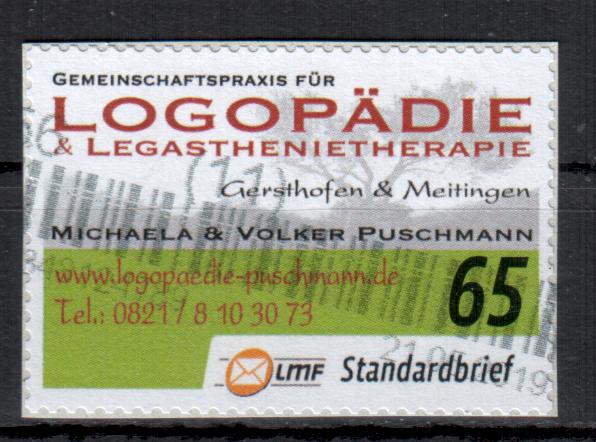 GEMEINSCHAFTSPRAXIS FÜR
LOGOPÄDIE
& LEGASTHENIETHERAPIE
(11)
Gersthofen & Meitingen
MICHAELA & VOLKER PUSCHMANN
www.logopaedie-puschmann.de
65
Tel.: 0821 / 8 10 30 73
LMF Standardbrief